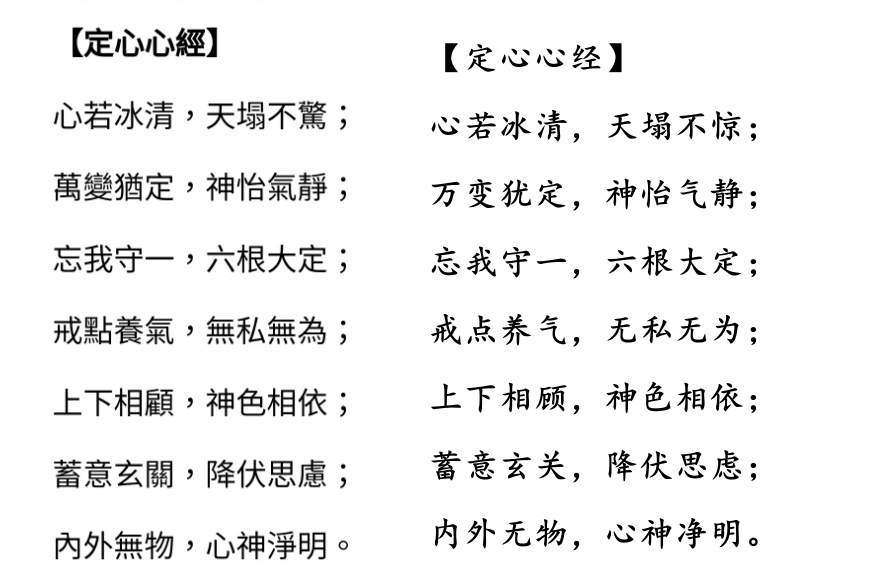 【定心心經】
心若冰清，天塌不驚；
萬變猶定，神怡氣靜；
忘我守一，六根大定；
戒點養氣，無私無為；
上下相顧，神色相依；
蓄意玄關，降伏思慮；
內外無物，心神淨明。
【定心心经】
心若冰清，天塌不惊；
万变犹定，神怡气静；
忘我守一，六根大定；
戒点养气，无私无为；
上下相顾，神色相依；
蓄意玄关，降伏思虑；
内外无物，心神净明。